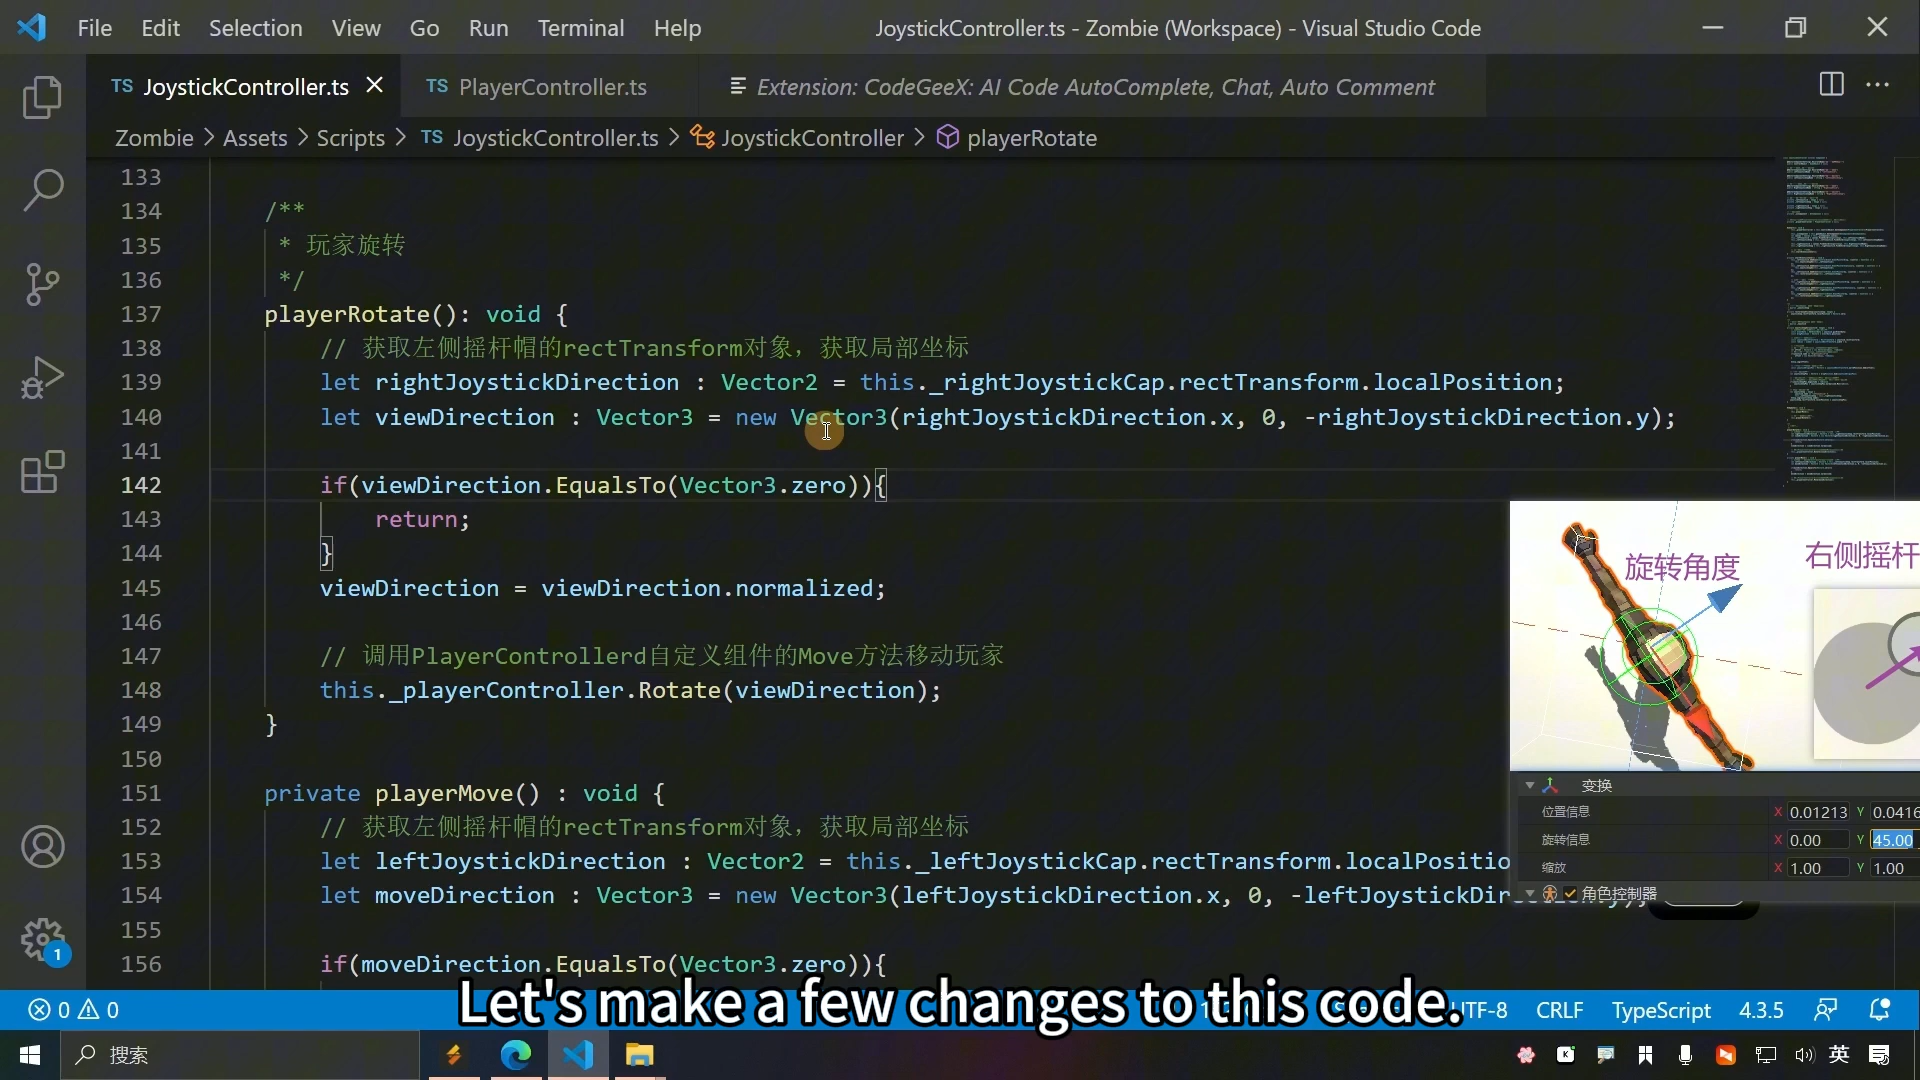 File Edit Selection View Go Run Terminal Help
JoystickController.ts - Zombie (Workspace) - Visual Studio Code
TS JoystickController.ts
TS PlayerController.ts
Extension: CodeGeeX: AI Code AutoComplete, Chat, Auto Comment
Zombie > Assets > Scripts > TS JoystickController.ts > JoystickController > playerRotate
133
134 /**
135 * 玩家旋转
136 */
137 playerRotate(): void {
138 // 获取左侧摇杆帽的rectTransform对象，获取局部坐标
139 let rightJoystickDirection : Vector2 = this._rightJoystickCap.rectTransform.localPosition;
140 let viewDirection : Vector3 = new Vector3(rightJoystickDirection.x, 0, -rightJoystickDirection.y);
141
142 if(viewDirection.EqualsTo(Vector3.zero)){
143 return;
144 }
145 viewDirection = viewDirection.normalized;
146
147 // 调用PlayerControllerd自定义组件的Move方法移动玩家
148 this._playerController.Rotate(viewDirection);
149 }
150
151 private playerMove() : void {
152 // 获取左侧摇杆帽的rectTransform对象，获取局部坐标
153 let leftJoystickDirection : Vector2 = this._leftJoystickCap.rectTransform.localPositio
154 let moveDirection : Vector3 = new Vector3(leftJoystickDirection.x, 0, -leftJoystickDir
155
156 if(moveDirection.EqualsTo(Vector3.zero)){
旋转角度
右侧摇杆
变换
位置信息 X 0.01213 Y 0.0416
旋转信息 X 0.00 Y 45.00
缩放 X 1.00 Y 1.00
角色控制器
Let's make a few changes to this code.
1
0 0
UTF-8 CRLF TypeScript 4.3.5
搜索
英